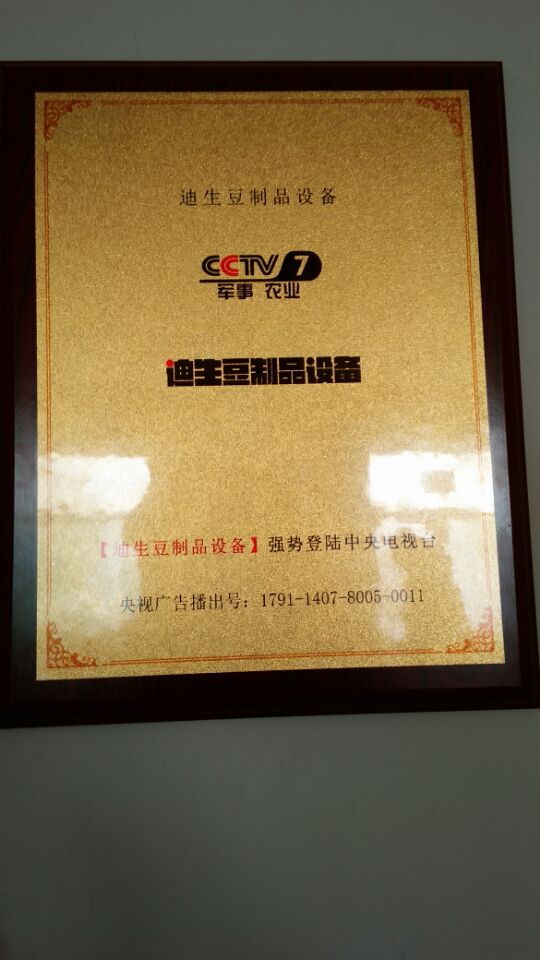 迪生豆制品设备
CCTV 7
军事 农业
迪生豆制品设备
【迪生豆制品设备】强势登陆中央电视台
央视广告播出号：1791-1407-8005-0011